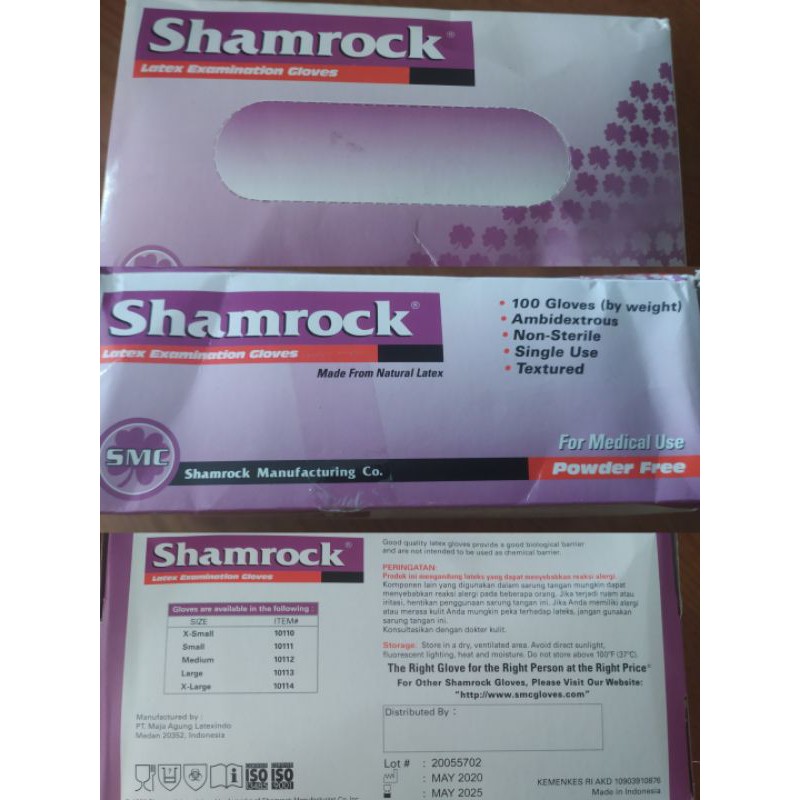 Shamrock®
Latex Examination Gloves
Shamrock®
Latex Examination Gloves
Made From Natural Latex
• 100 Gloves (by weight)
• Ambidextrous
• Non-Sterile
• Single Use
• Textured
SMC
Shamrock Manufacturing Co.
For Medical Use
Powder Free
Shamrock®
Latex Examination Gloves
Gloves are available in the following :
SIZE ITEM#
X-Small 10110
Small 10111
Medium 10112
Large 10113
X-Large 10114
Manufactured by :
PT. Maja Agung Latexindo
Medan 20352, Indonesia
ISO 13485 ISO 9001
Good quality latex gloves provide a good biological barrier
and are not intended to be used as chemical barrier.
PERINGATAN:
Produk ini mengandung lateks yang dapat menyebabkan reaksi alergi.
Komponen lain yang digunakan dalam sarung tangan mungkin dapat
menyebabkan reaksi alergi pada beberapa orang. Jika terjadi ruam atau
iritasi, hentikan penggunaan sarung tangan ini. Jika Anda memiliki alergi
atau merasa kulit Anda mungkin peka terhadap lateks, jangan gunakan
sarung tangan ini.
Konsultasikan dengan dokter kulit.
Storage: Store in a dry, ventilated area. Avoid direct sunlight,
fluorescent lighting, heat and moisture. Do not store above 100°F (37°C).
The Right Glove for the Right Person at the Right Price®
For Other Shamrock Gloves, Please Visit Our Website:
"http://www.smcgloves.com"
Distributed By :
Lot # : 20055702
: MAY 2020
: MAY 2025
KEMENKES RI AKD 10903910876
Made in Indonesia